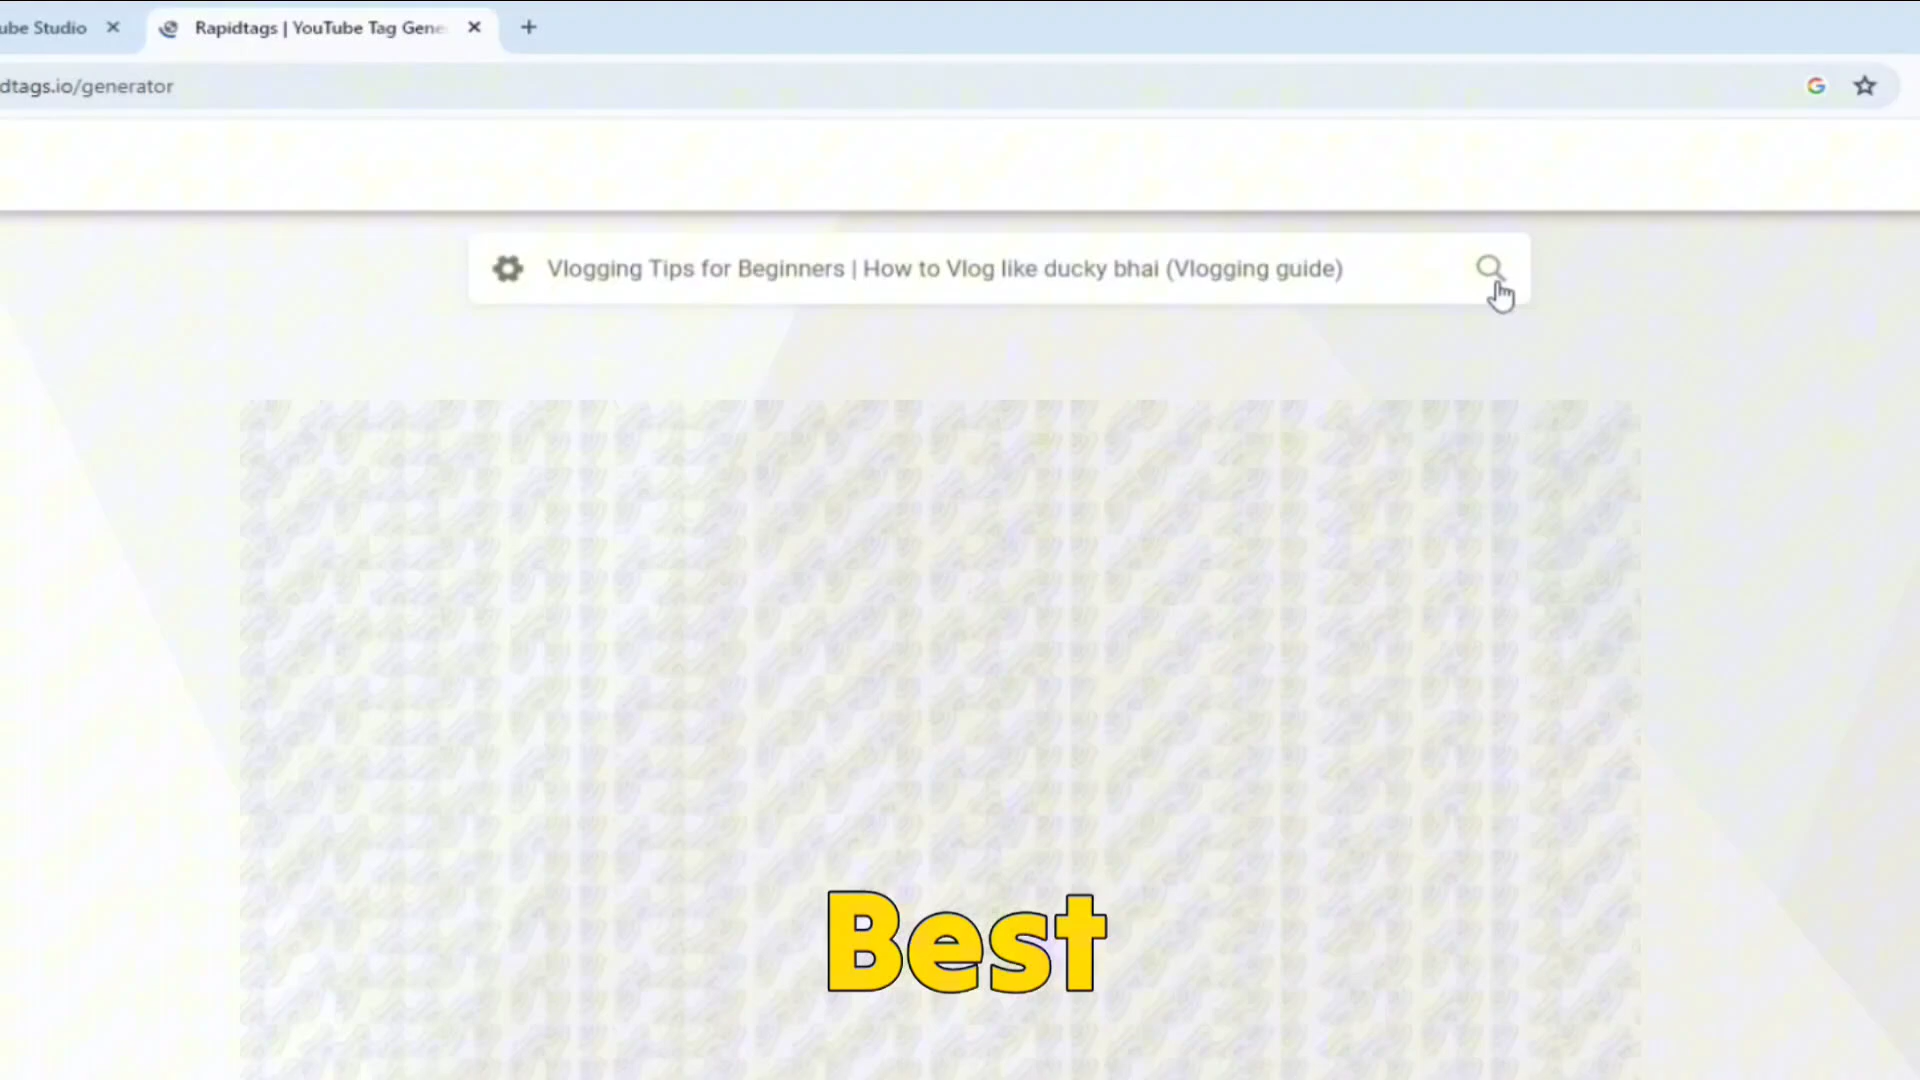 ube Studio
Rapidtags | YouTube Tag Gene
dtags.io/generator
Vlogging Tips for Beginners | How to Vlog like ducky bhai (Vlogging guide)
Best